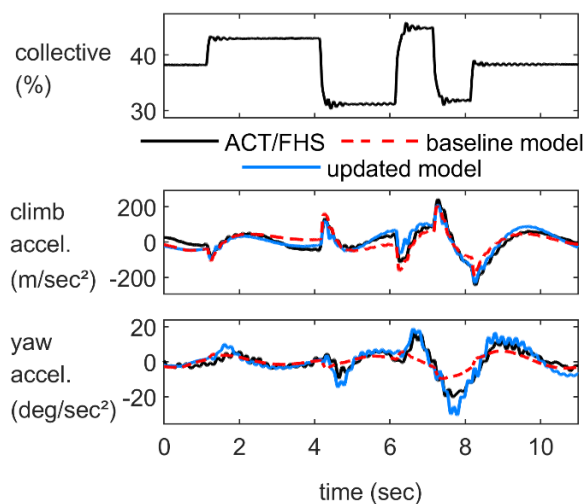 collective
(%)
40
30
ACT/FHS
baseline model
updated model
climb
accel.
(m/sec²)
200
0
-200
yaw
accel.
(deg/sec²)
20
0
-20
0 2 4 6 8 10
time (sec)